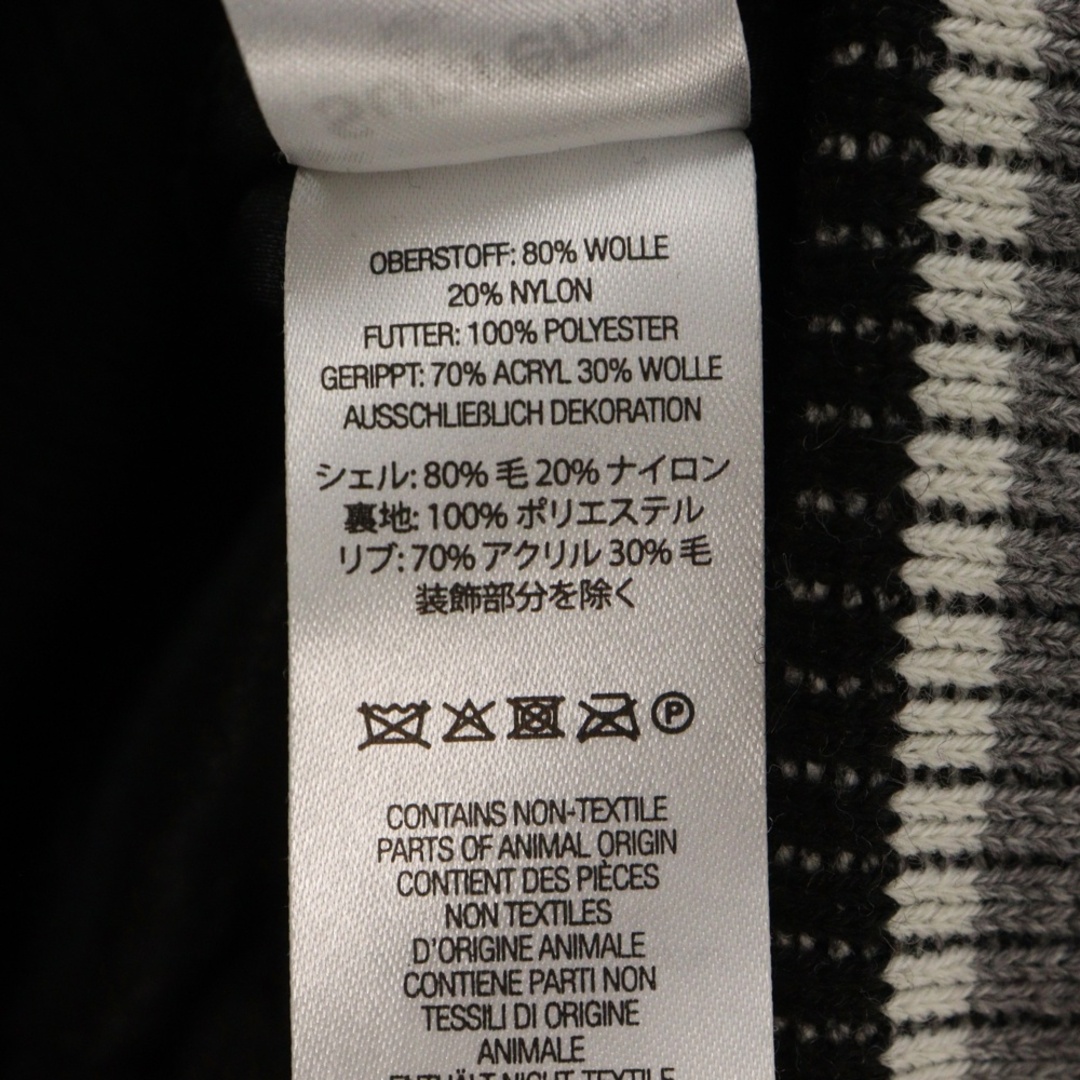 OBERSTOFF: 80% WOLLE
20% NYLON
FUTTER: 100% POLYESTER
GERIPPT: 70% ACRYL 30% WOLLE
AUSSCHLIEßLICH DEKORATION
シェル: 80% 毛 20% ナイロン
裏地: 100% ポリエステル
リブ: 70% アクリル 30% 毛
装飾部分を除く
P
CONTAINS NON-TEXTILE
PARTS OF ANIMAL ORIGIN
CONTIENT DES PIÈCES
NON TEXTILES
D'ORIGINE ANIMALE
CONTIENE PARTI NON
TESSILI DI ORIGINE
ANIMALE
ENTHÄLT NICHT-TEXTILE